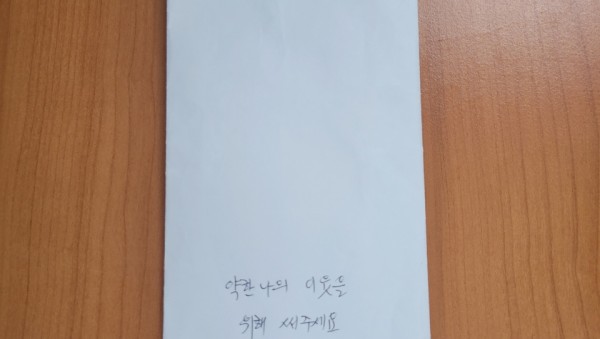 약한 나의 이웃을
위해 써주세요